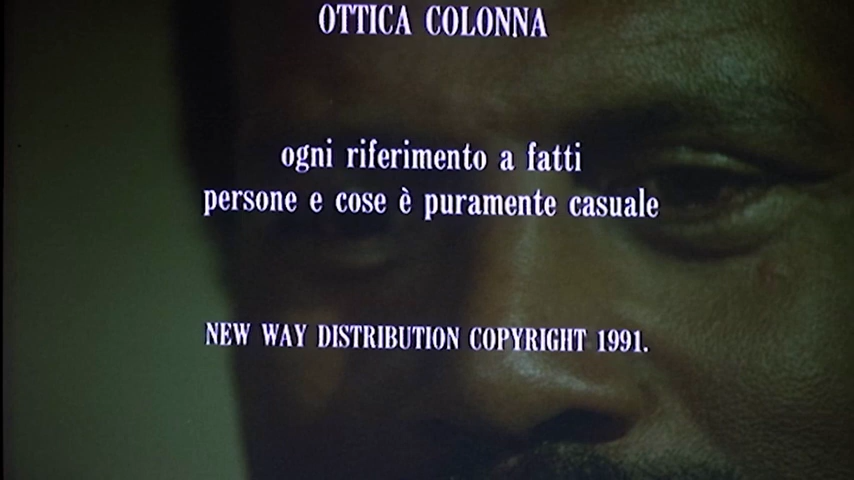 OTTICA COLONNA
ogni riferimento a fatti
persone e cose è puramente casuale
NEW WAY DISTRIBUTION COPYRIGHT 1991.